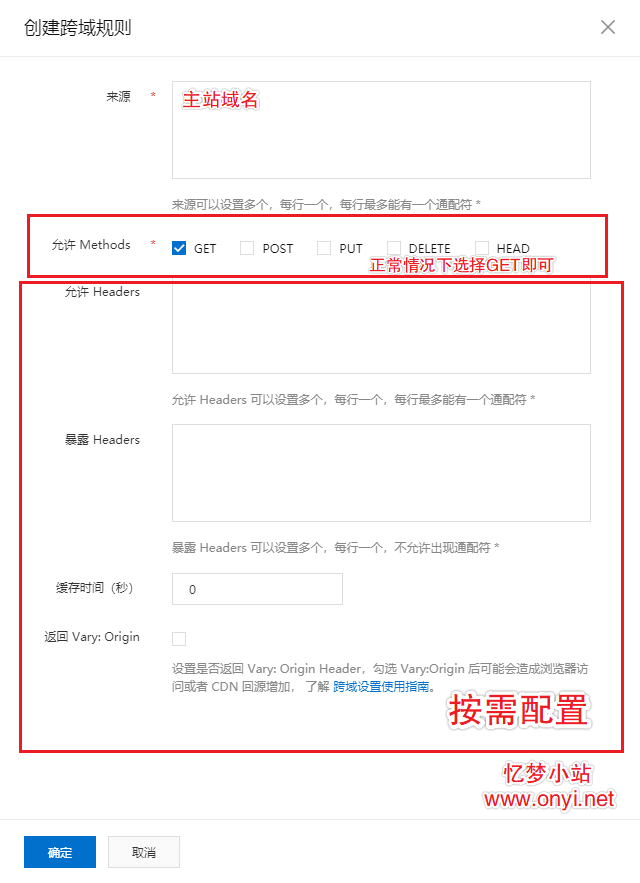 创建跨域规则
来源 *
主站域名
来源可以设置多个，每行一个，每行最多能有一个通配符 *
允许 Methods * GET POST PUT DELETE HEAD
正常情况下选择GET即可
允许 Headers
允许 Headers 可以设置多个，每行一个，每行最多能有一个通配符 *
暴露 Headers
暴露 Headers 可以设置多个，每行一个，不允许出现通配符 *
缓存时间（秒） 0
返回 Vary: Origin
设置是否返回 Vary: Origin Header，勾选 Vary:Origin 后可能会造成浏览器访
问或者 CDN 回源增加， 了解 跨域设置使用指南。
按需配置
忆梦小站
www.onyi.net
确定 取消